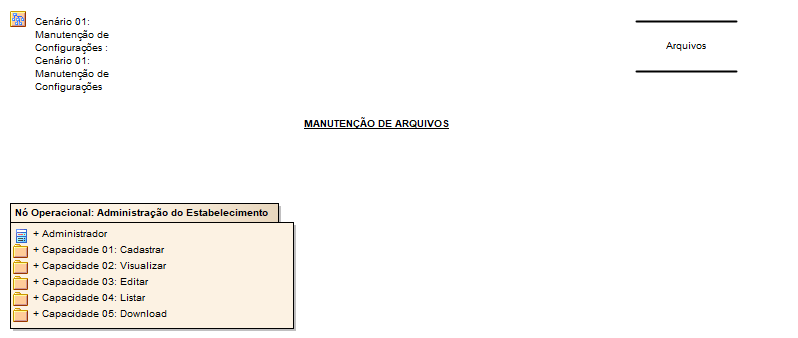 Cenário 01:
Manutenção de
Configurações :
Cenário 01:
Manutenção de
Configurações
Arquivos
MANUTENÇÃO DE ARQUIVOS
Nó Operacional: Administração do Estabelecimento
+ Administrador
+ Capacidade 01: Cadastrar
+ Capacidade 02: Visualizar
+ Capacidade 03: Editar
+ Capacidade 04: Listar
+ Capacidade 05: Download